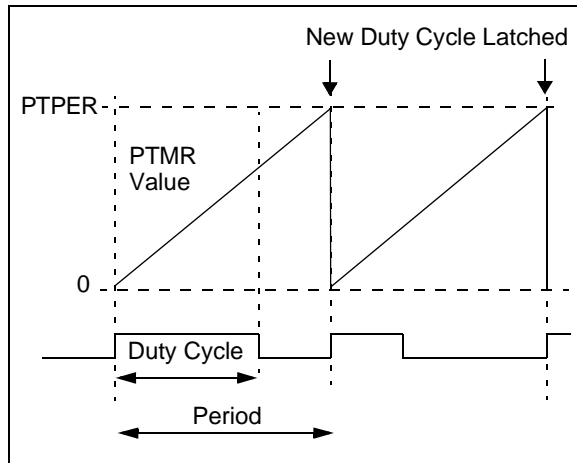 New Duty Cycle Latched
PTPER
PTMR
Value
0
Duty Cycle
Period